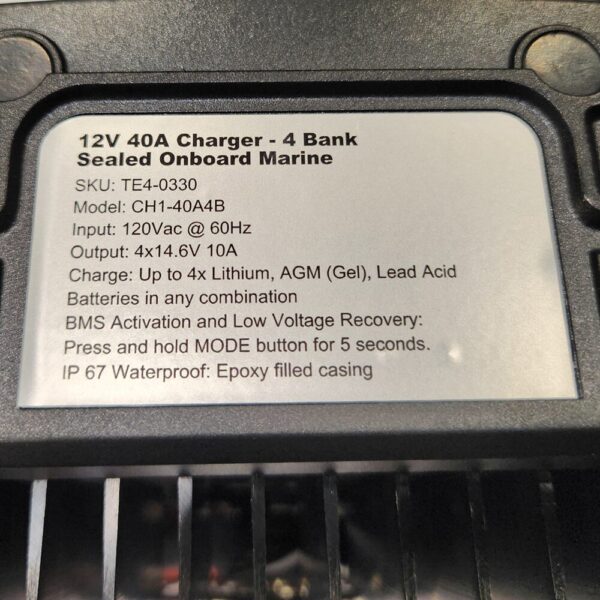 12V 40A Charger - 4 Bank
Sealed Onboard Marine
SKU: TE4-0330
Model: CH1-40A4B
Input: 120Vac @ 60Hz
Output: 4x14.6V 10A
Charge: Up to 4x Lithium, AGM (Gel), Lead Acid
Batteries in any combination
BMS Activation and Low Voltage Recovery:
Press and hold MODE button for 5 seconds.
IP 67 Waterproof: Epoxy filled casing